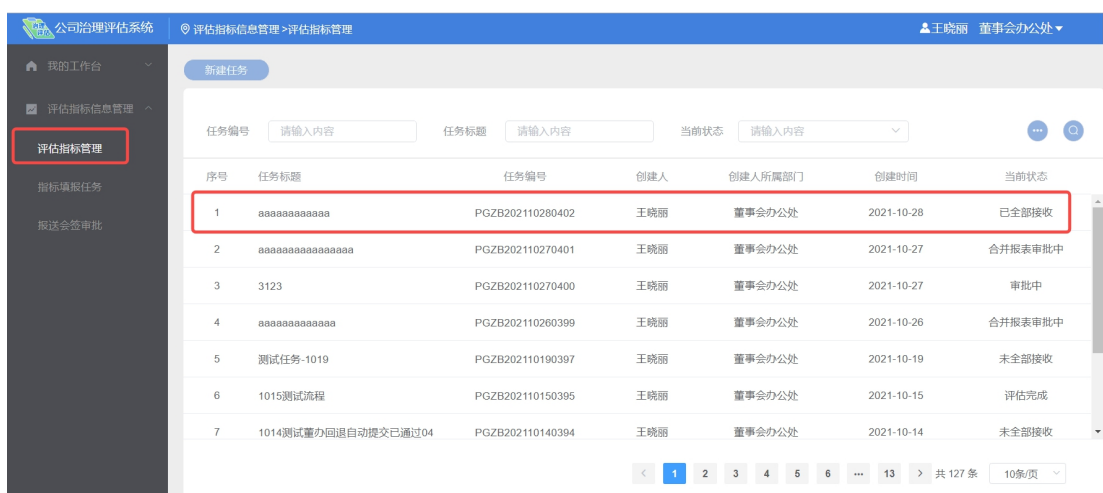 公司治理评估系统
评估指标信息管理>评估指标管理
王晓丽 董事会办公处
我的工作台
新建任务
评估指标信息管理
任务编号 请输入内容 任务标题 请输入内容 当前状态 请输入内容
评估指标管理
指标填报任务
报送会签审批
序号 任务标题 任务编号 创建人 创建人所属部门 创建时间 当前状态
1 aaaaaaaaaaaa PGZB202110280402 王晓丽 董事会办公处 2021-10-28 已全部接收
2 aaaaaaaaaaaaaaaa PGZB202110270401 王晓丽 董事会办公处 2021-10-27 合并报表审批中
3 3123 PGZB202110270400 王晓丽 董事会办公处 2021-10-27 审批中
4 aaaaaaaaaaaaa PGZB202110260399 王晓丽 董事会办公处 2021-10-26 合并报表审批中
5 测试任务-1019 PGZB202110190397 王晓丽 董事会办公处 2021-10-19 未全部接收
6 1015测试流程 PGZB202110150395 王晓丽 董事会办公处 2021-10-15 评估完成
7 1014测试董办回退自动提交已通过04 PGZB202110140394 王晓丽 董事会办公处 2021-10-14 未全部接收
< 1 2 3 4 5 6 ••• 13 > 共 127 条 10条/页